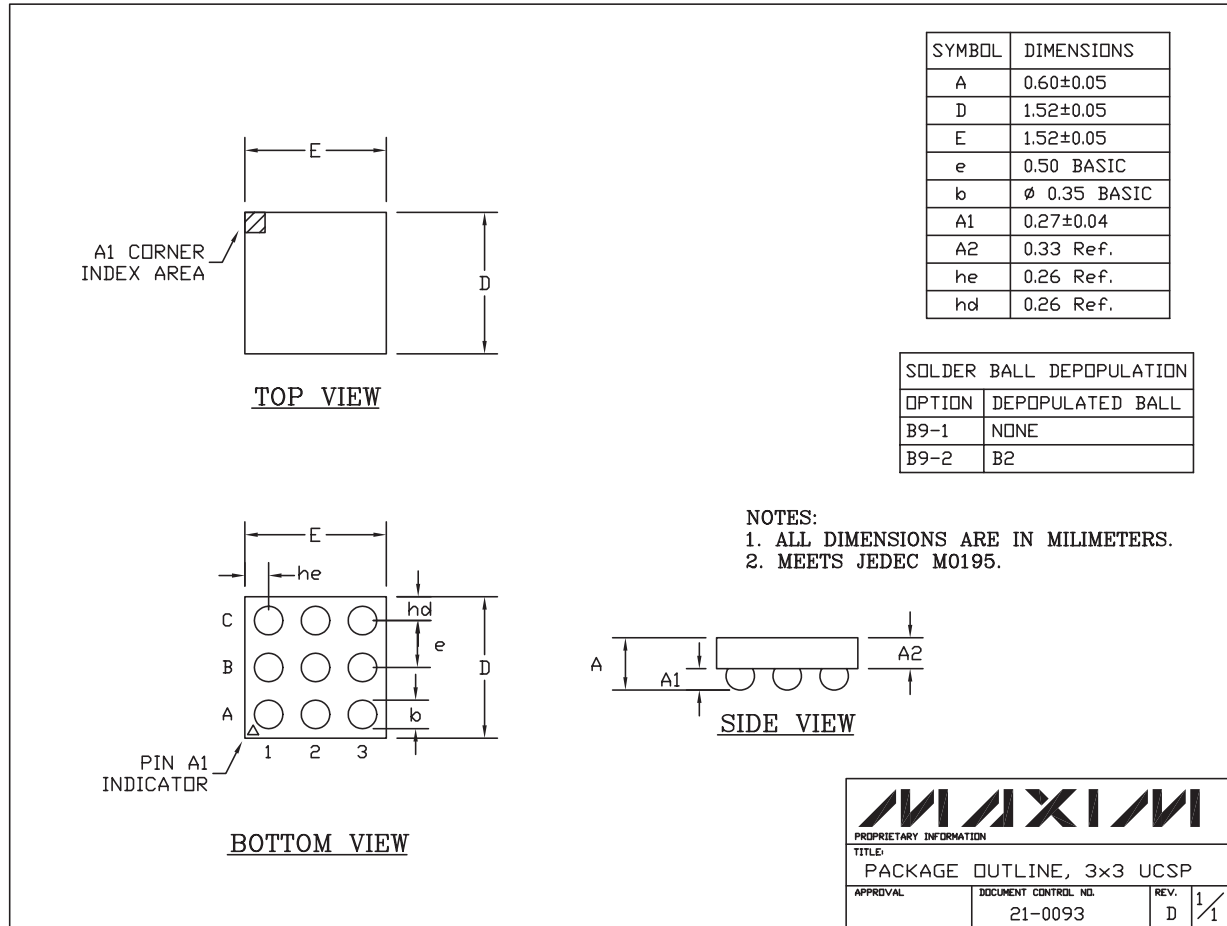 SYMBOL DIMENSIONS
A 0.60±0.05
D 1.52±0.05
E 1.52±0.05
e 0.50 BASIC
b ø 0.35 BASIC
A1 0.27±0.04
A2 0.33 Ref.
he 0.26 Ref.
hd 0.26 Ref.
E
A1 CORNER
INDEX AREA
D
TOP VIEW
SOLDER BALL DEPOPULATION
OPTION DEPOPULATED BALL
B9-1 NONE
B9-2 B2
NOTES:
1. ALL DIMENSIONS ARE IN MILIMETERS.
2. MEETS JEDEC M0195.
E
he
hd
C
e
B
D
A
b
1 2 3
PIN A1
INDICATOR
BOTTOM VIEW
A
A1
A2
SIDE VIEW
MAXIM
PROPRIETARY INFORMATION
TITLE:
PACKAGE OUTLINE, 3x3 UCSP
APPROVAL
DOCUMENT CONTROL NO.
21-0093
REV.
D
1/1